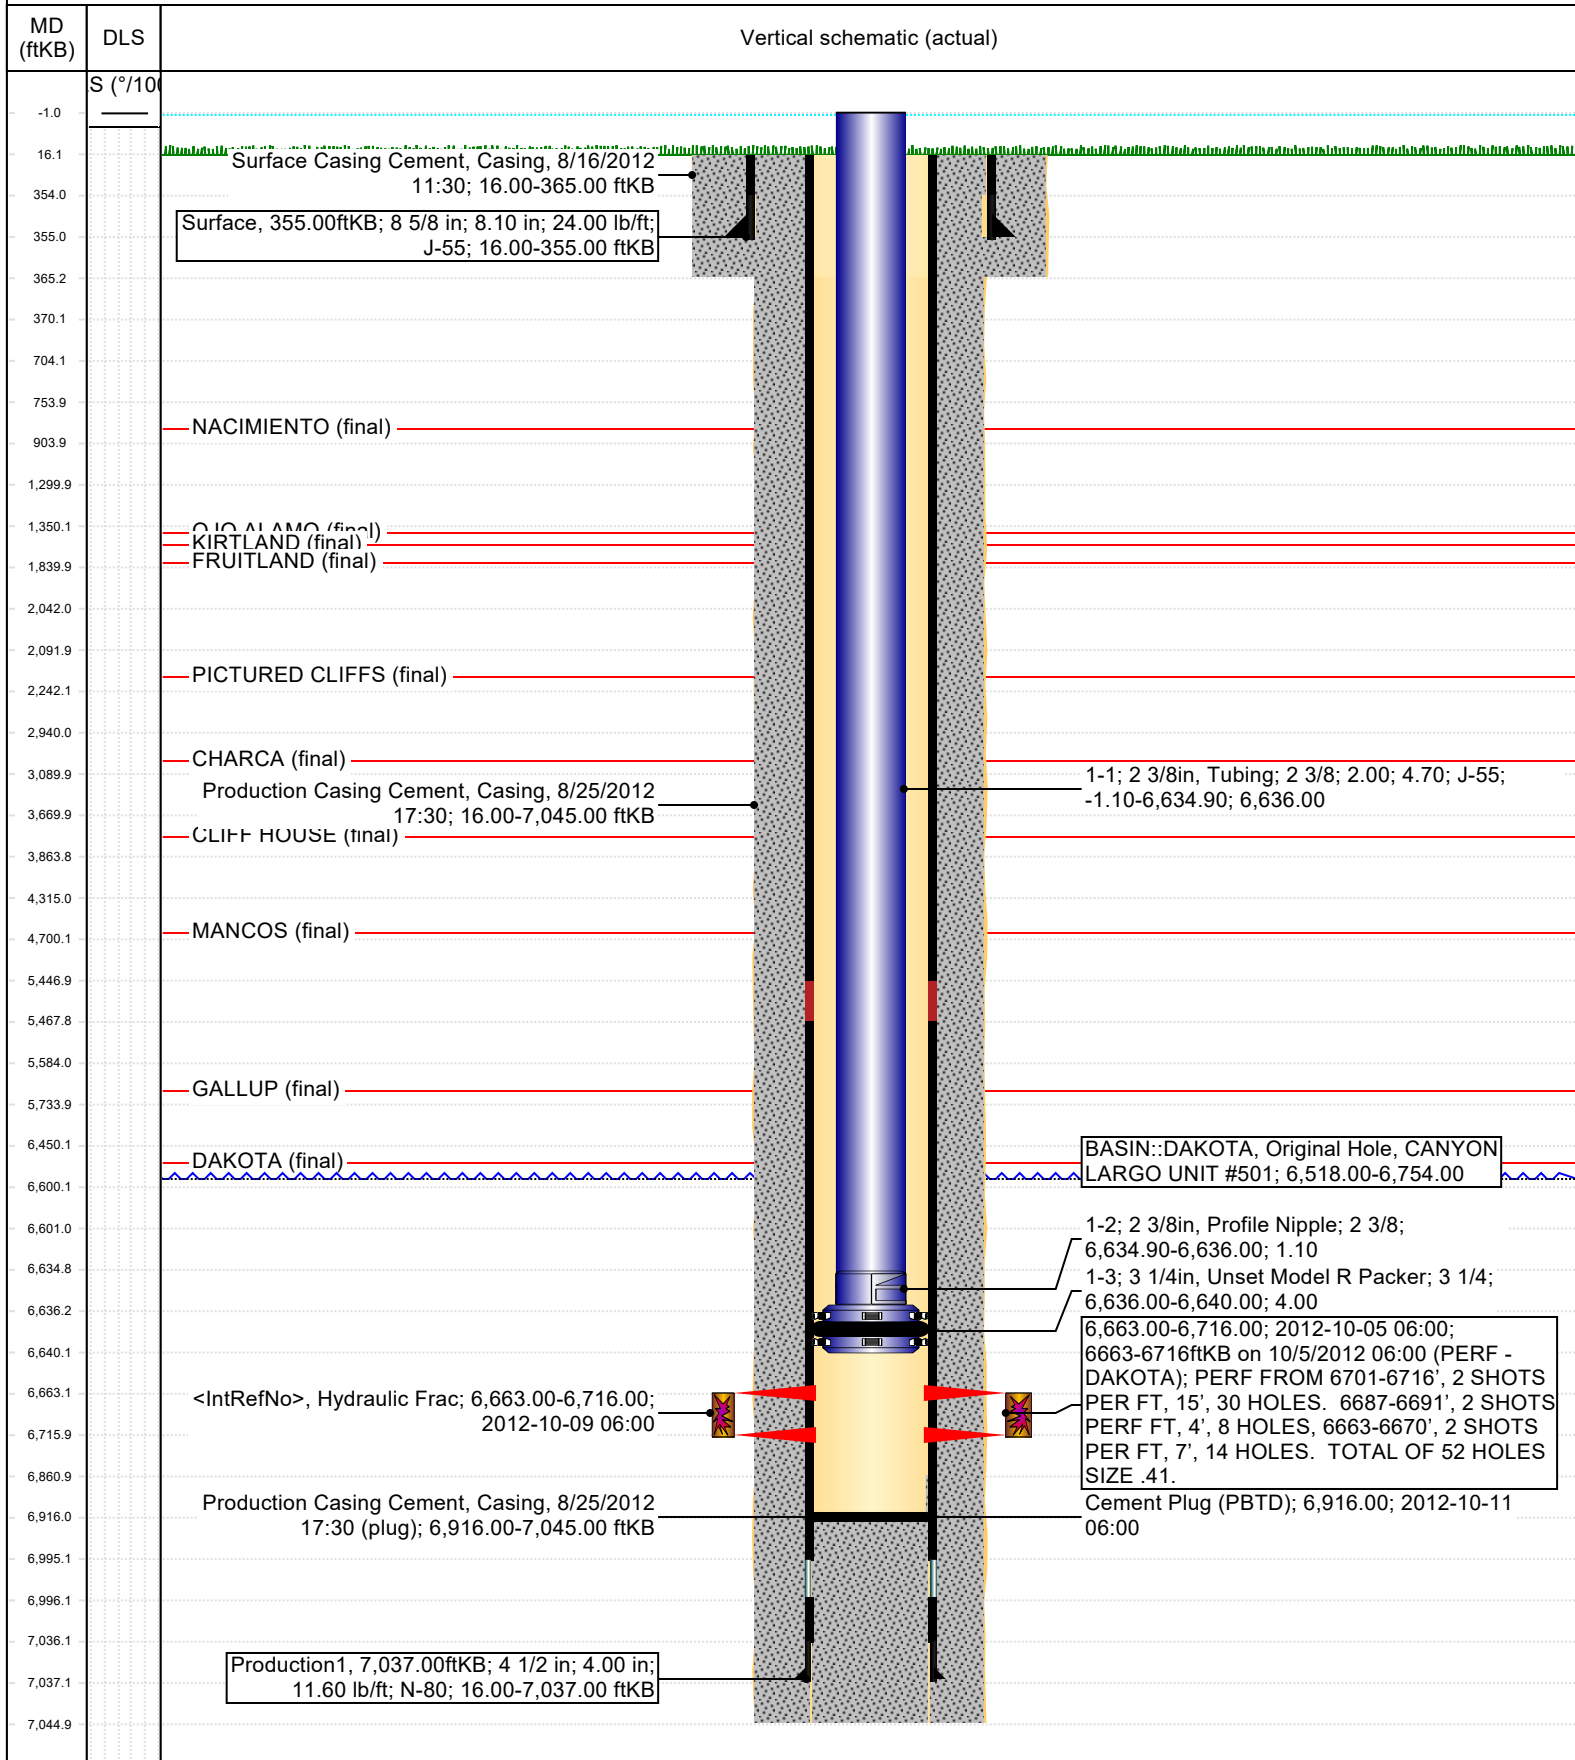 MD
(ftKB)
DLS
Vertical schematic (actual)
S (°/100
-1.0
16.1
354.0
355.0
365.2
370.1
704.1
753.9
903.9
1,299.9
1,350.1
1,839.9
2,042.0
2,091.9
2,242.1
2,940.0
3,089.9
3,669.9
3,863.8
4,315.0
4,700.1
5,446.9
5,467.8
5,584.0
5,733.9
6,450.1
6,600.1
6,601.0
6,634.8
6,636.2
6,640.1
6,663.1
6,715.9
6,860.9
6,916.0
6,995.1
6,996.1
7,036.1
7,037.1
7,044.9
Surface Casing Cement, Casing, 8/16/2012
11:30; 16.00-365.00 ftKB
Surface, 355.00ftKB; 8 5/8 in; 8.10 in; 24.00 lb/ft;
J-55; 16.00-355.00 ftKB
NACIMIENTO (final)
OJO ALAMO (final)
KIRTLAND (final)
FRUITLAND (final)
PICTURED CLIFFS (final)
CHARCA (final)
Production Casing Cement, Casing, 8/25/2012
17:30; 16.00-7,045.00 ftKB
CLIFF HOUSE (final)
MANCOS (final)
GALLUP (final)
DAKOTA (final)
<IntRefNo>, Hydraulic Frac; 6,663.00-6,716.00;
2012-10-09 06:00
Production Casing Cement, Casing, 8/25/2012
17:30 (plug); 6,916.00-7,045.00 ftKB
Production1, 7,037.00ftKB; 4 1/2 in; 4.00 in;
11.60 lb/ft; N-80; 16.00-7,037.00 ftKB
1-1; 2 3/8in, Tubing; 2 3/8; 2.00; 4.70; J-55;
-1.10-6,634.90; 6,636.00
BASIN::DAKOTA, Original Hole, CANYON
LARGO UNIT #501; 6,518.00-6,754.00
1-2; 2 3/8in, Profile Nipple; 2 3/8;
6,634.90-6,636.00; 1.10
1-3; 3 1/4in, Unset Model R Packer; 3 1/4;
6,636.00-6,640.00; 4.00
6,663.00-6,716.00; 2012-10-05 06:00;
6663-6716ftKB on 10/5/2012 06:00 (PERF -
DAKOTA); PERF FROM 6701-6716’, 2 SHOTS
PER FT, 15’, 30 HOLES.  6687-6691’, 2 SHOTS
PERF FT, 4’, 8 HOLES, 6663-6670’, 2 SHOTS
PER FT, 7’, 14 HOLES.  TOTAL OF 52 HOLES
SIZE .41.
Cement Plug (PBTD); 6,916.00; 2012-10-11
06:00